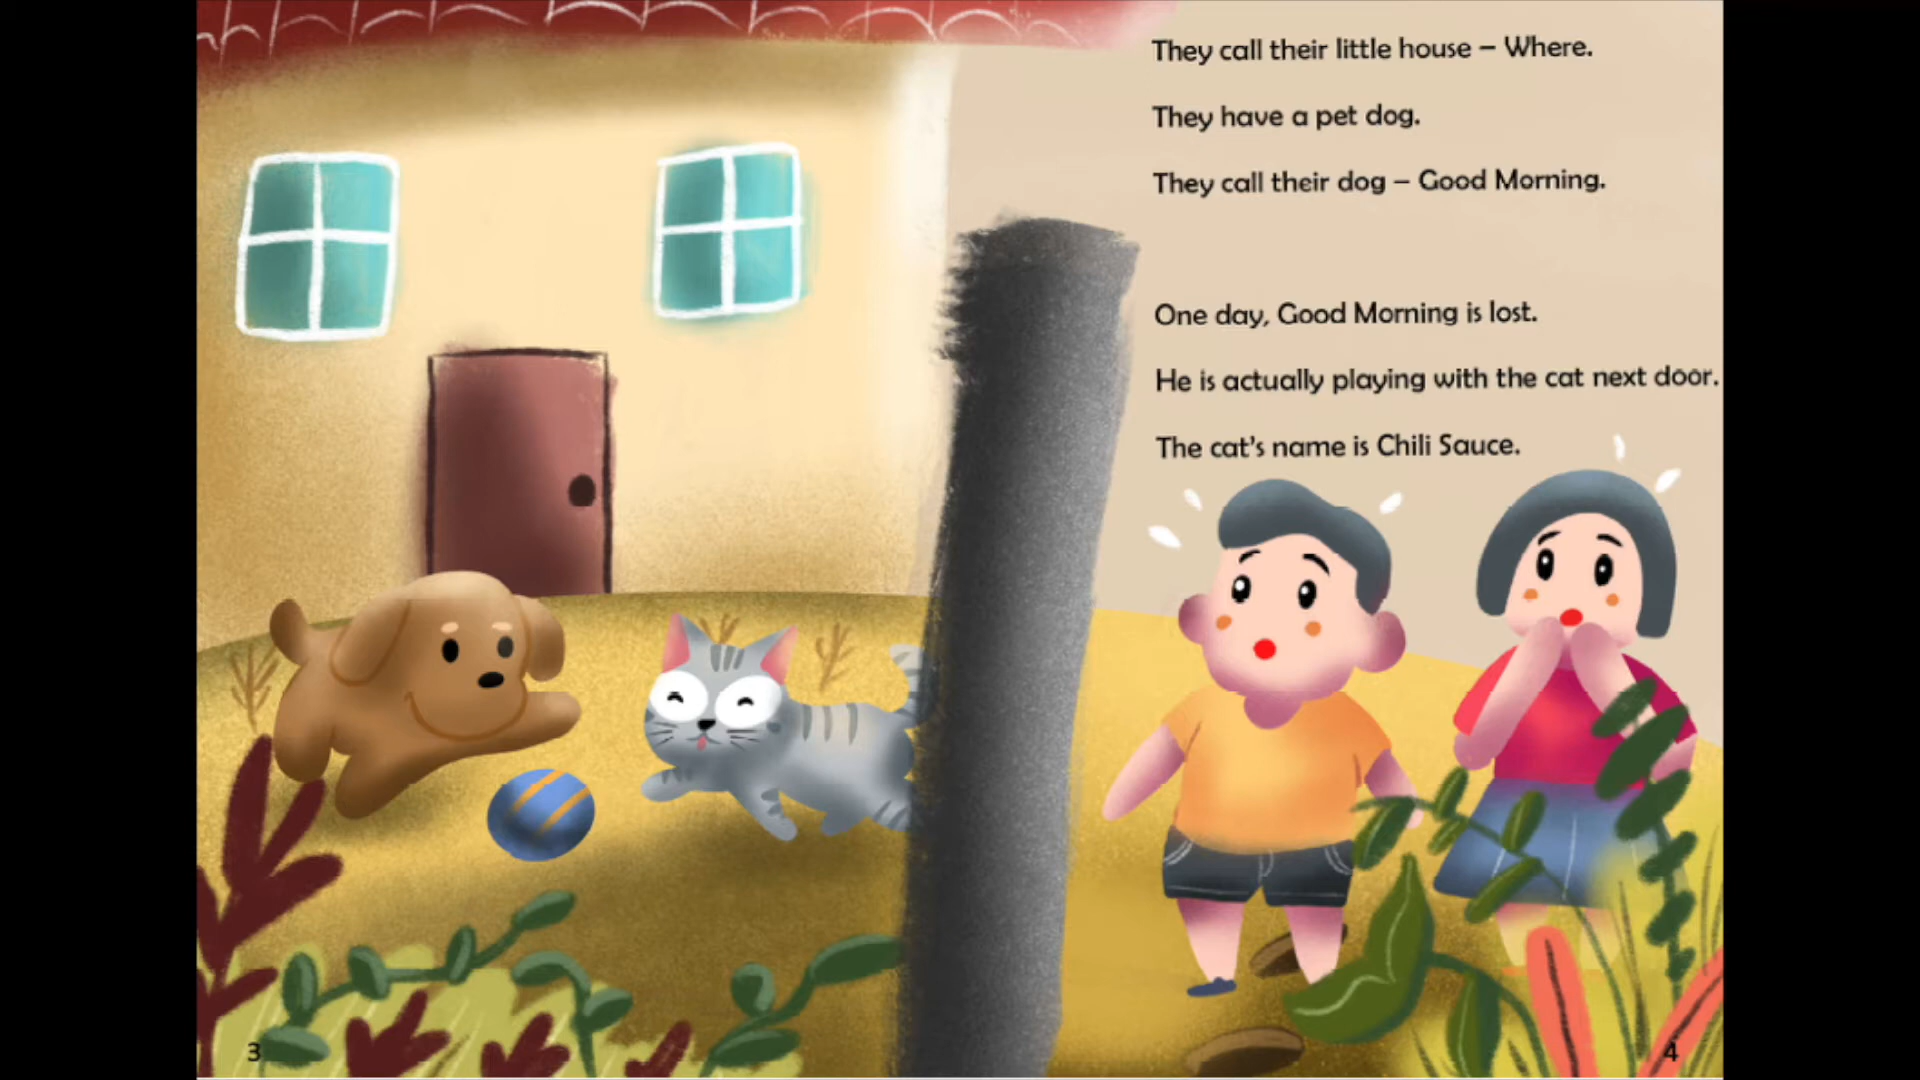 They call their little house – Where.
They have a pet dog.
They call their dog – Good Morning.
One day, Good Morning is lost.
He is actually playing with the cat next door.
The cat's name is Chili Sauce.
3
4